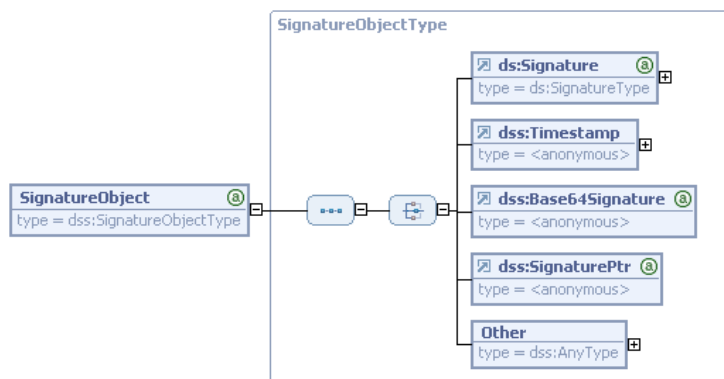 SignatureObjectType
ds:Signature a
type = ds:SignatureType
dss:Timestamp
type = <anonymous>
SignatureObject a
type = dss:SignatureObjectType
dss:Base64Signature a
type = <anonymous>
dss:SignaturePtr a
type = <anonymous>
Other
type = dss:AnyType